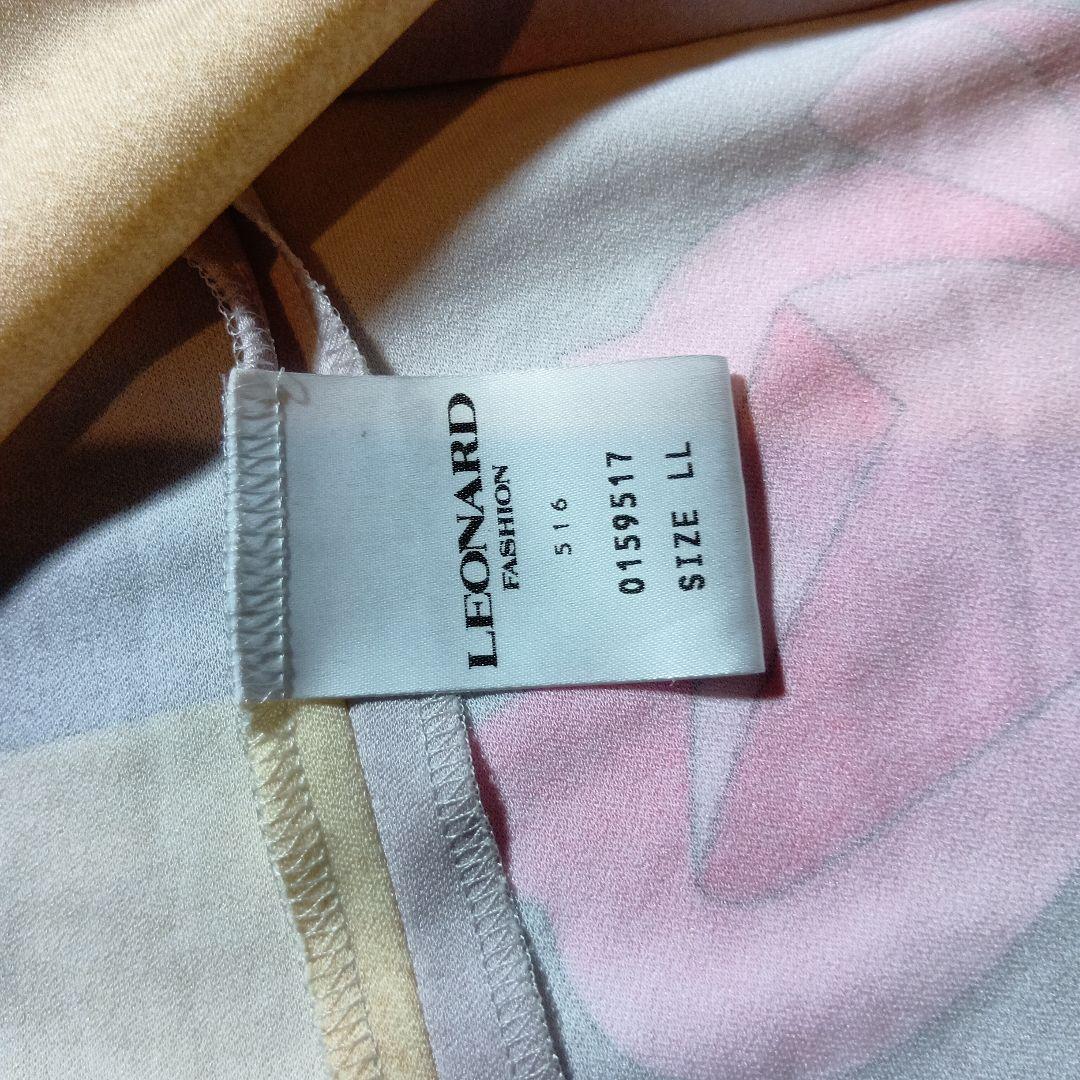 LEONARD
FASHION
516
0159517
SIZE LL